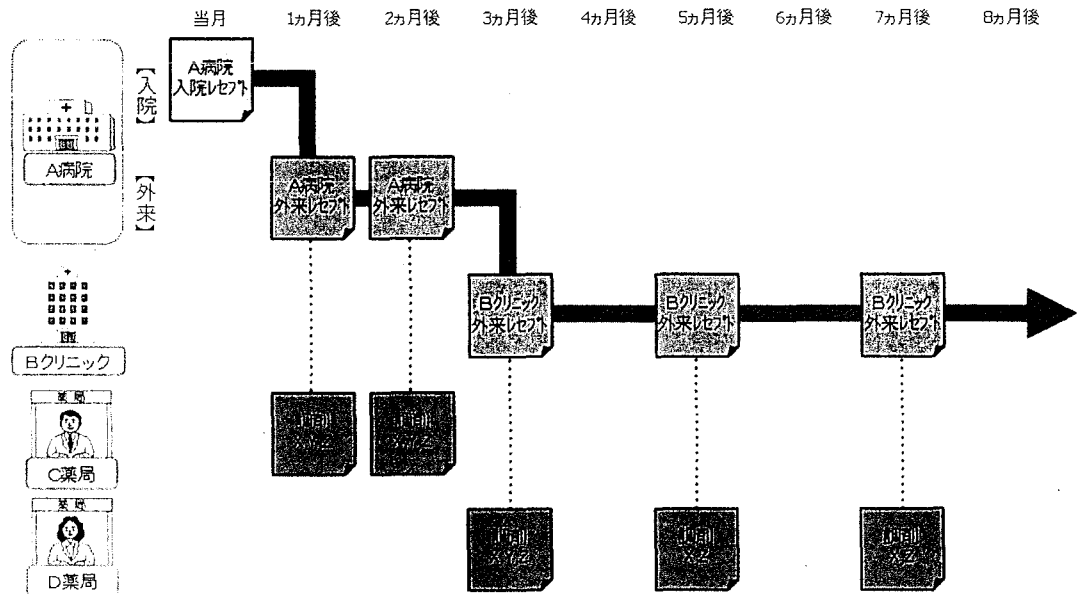 当月 1ヵ月後 2ヵ月後 3ヵ月後 4ヵ月後 5ヵ月後 6ヵ月後 7ヵ月後 8ヵ月後
【入院】
A病院
入院レセプト
A病院
【外来】
A病院
外来レセプト
A病院
外来レセプト
Bクリニック
外来レセプト
Bクリニック
外来レセプト
Bクリニック
外来レセプト
Bクリニック
薬局
C薬局
X,Y,Z
X,Y,Z
薬局
D薬局
X,Y,Z
X,Z
X,Z